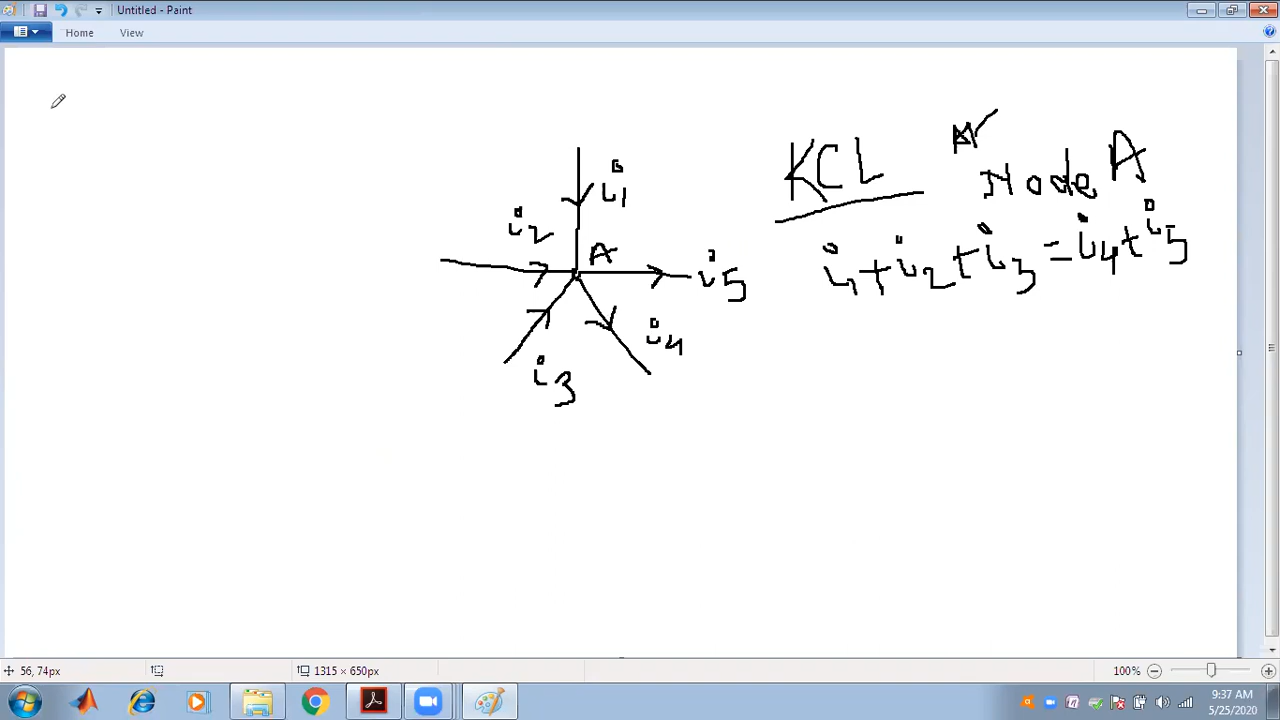 Untitled - Paint
Home View
KCL
Node A
i1
i2
A
i1+i2+i3=i4+i5
i5
i4
i3
56, 74px
1315 × 650px
100%
9:37 AM
5/25/2020